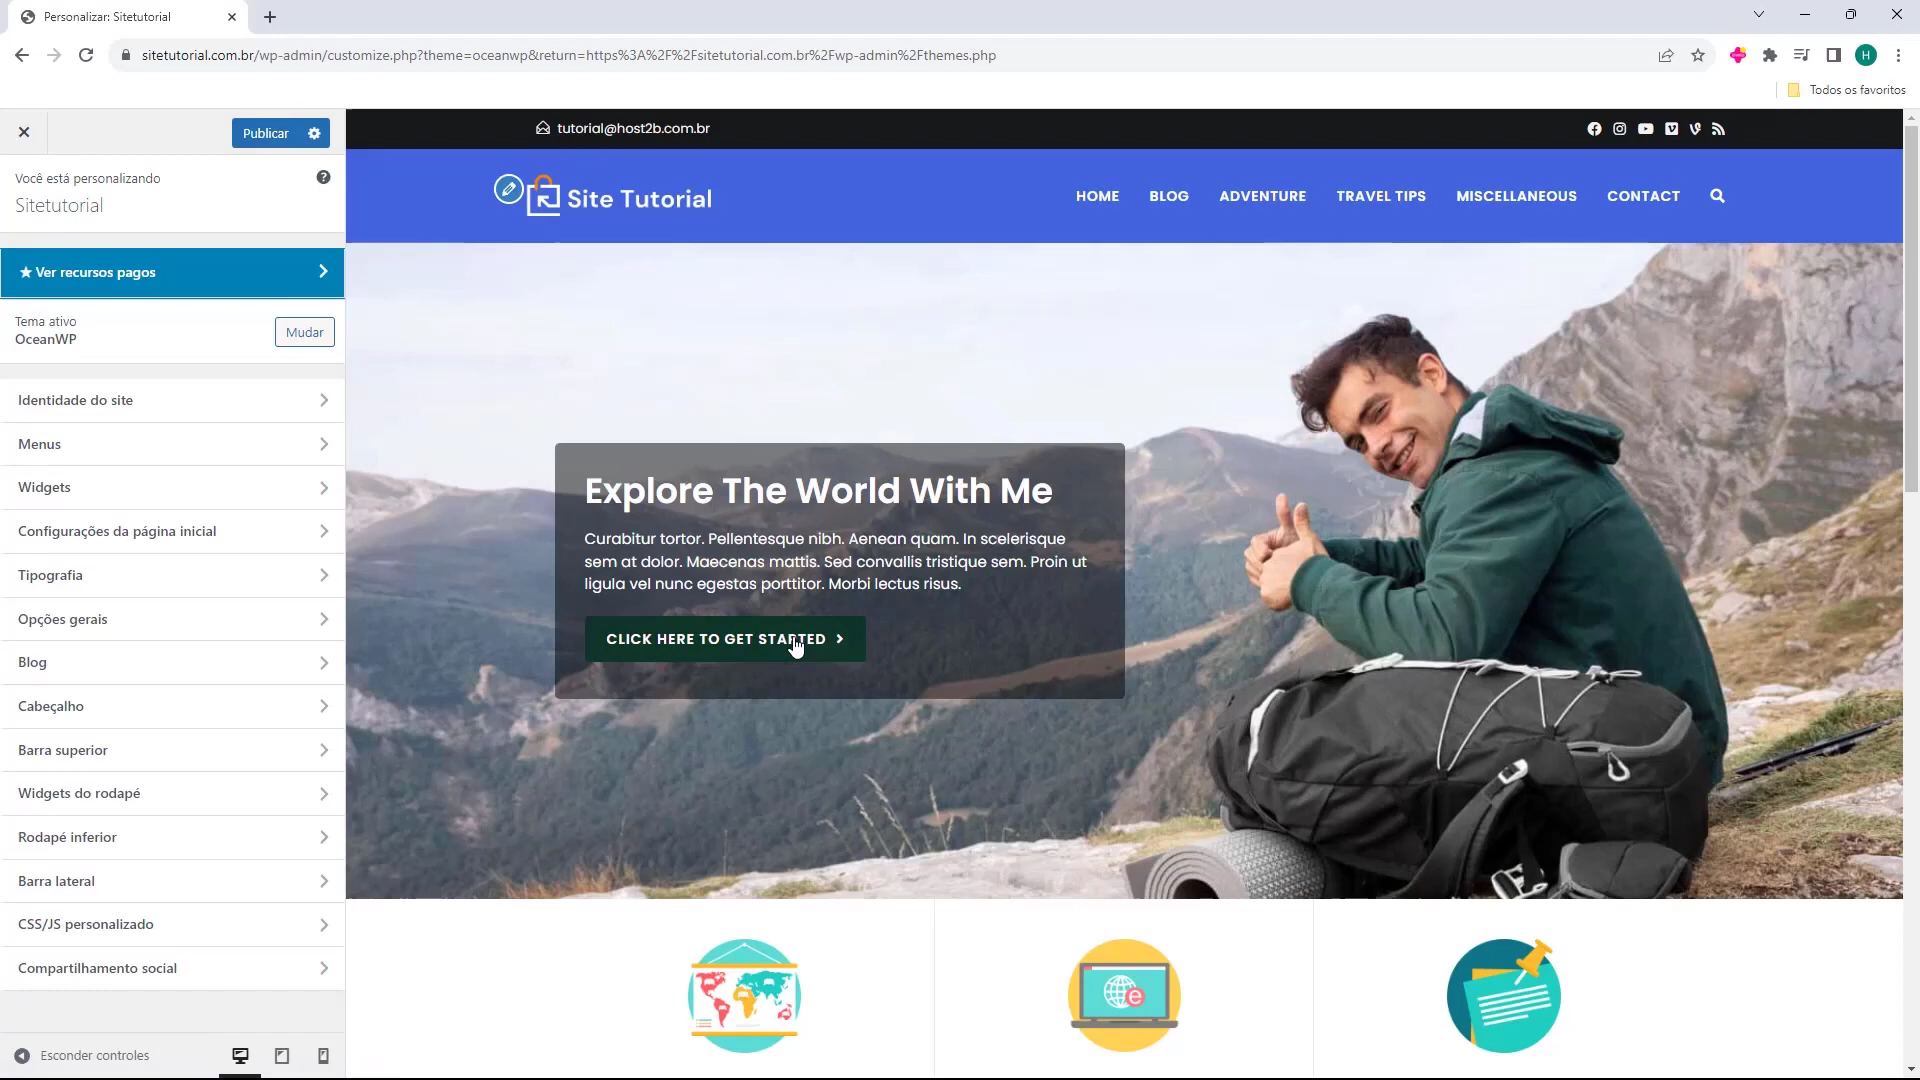 Personalizar: Sitetutorial
sitetutorial.com.br/wp-admin/customize.php?theme=oceanwp&return=https%3A%2F%2Fsitetutorial.com.br%2Fwp-admin%2Fthemes.php
H
Todos os favoritos
Publicar
Você está personalizando
Sitetutorial
Ver recursos pagos
Tema ativo
OceanWP
Mudar
Identidade do site
Menus
Widgets
Configurações da página inicial
Tipografia
Opções gerais
Blog
Cabeçalho
Barra superior
Widgets do rodapé
Rodapé inferior
Barra lateral
CSS/JS personalizado
Compartilhamento social
Esconder controles
tutorial@host2b.com.br
Site Tutorial
HOME BLOG ADVENTURE TRAVEL TIPS MISCELLANEOUS CONTACT
Explore The World With Me
Curabitur tortor. Pellentesque nibh. Aenean quam. In scelerisque
sem at dolor. Maecenas mattis. Sed convallis tristique sem. Proin ut
ligula vel nunc egestas porttitor. Morbi lectus risus.
CLICK HERE TO GET STARTED
e